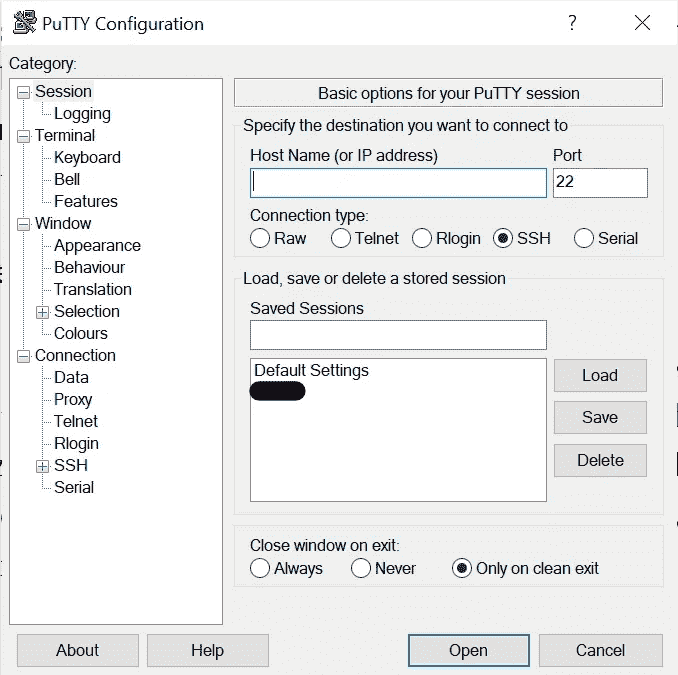 PuTTY Configuration
?
Category:
Session
Logging
Terminal
Keyboard
Bell
Features
Window
Appearance
Behaviour
Translation
Selection
Colours
Connection
Data
Proxy
Telnet
Rlogin
SSH
Serial
Basic options for your PuTTY session
Specify the destination you want to connect to
Host Name (or IP address) Port
22
Connection type:
Raw Telnet Rlogin SSH Serial
Load, save or delete a stored session
Saved Sessions
Default Settings
Load
Save
Delete
Close window on exit:
Always Never Only on clean exit
About Help Open Cancel